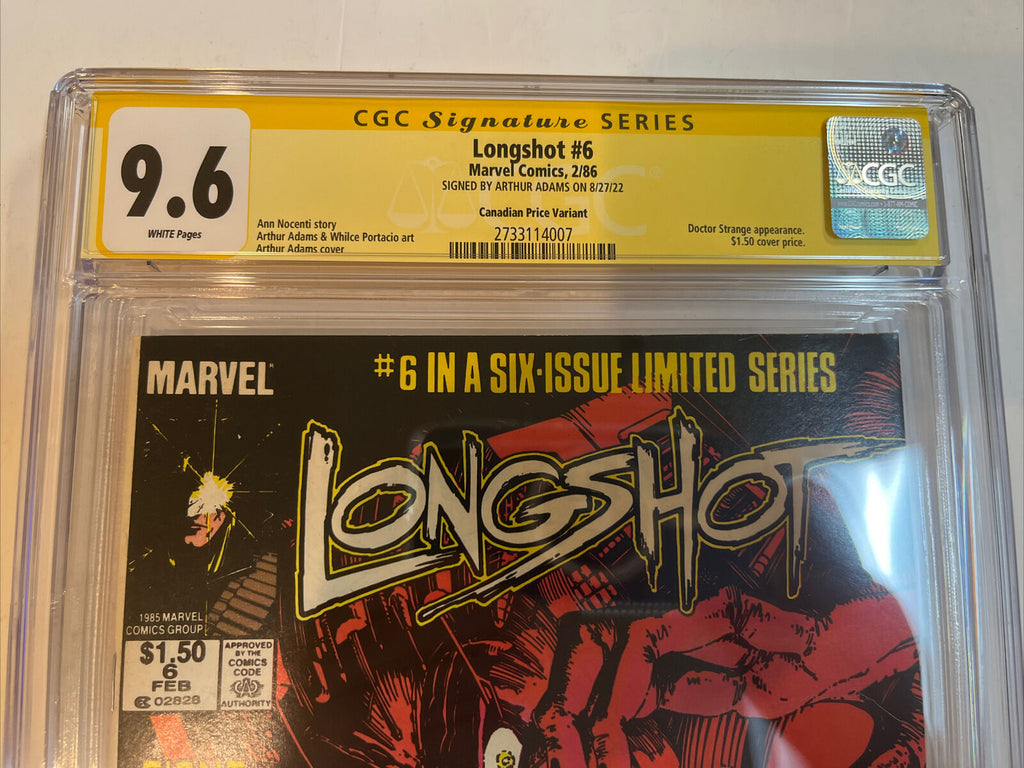 CGC Signature SERIES
9.6
WHITE Pages
Longshot #6
Marvel Comics, 2/86
SIGNED BY ARTHUR ADAMS ON 8/27/22
Canadian Price Variant
2733114007
Ann Nocenti story
Arthur Adams & Whilce Portacio art
Arthur Adams cover
Doctor Strange appearance.
$1.50 cover price.
CGC
CGC
MARVEL
#6 IN A SIX-ISSUE LIMITED SERIES
LONGSHOT
1985 MARVEL
COMICS GROUP
$1.50
6
FEB
02828
APPROVED
BY THE
COMICS
CODE
AUTHORITY